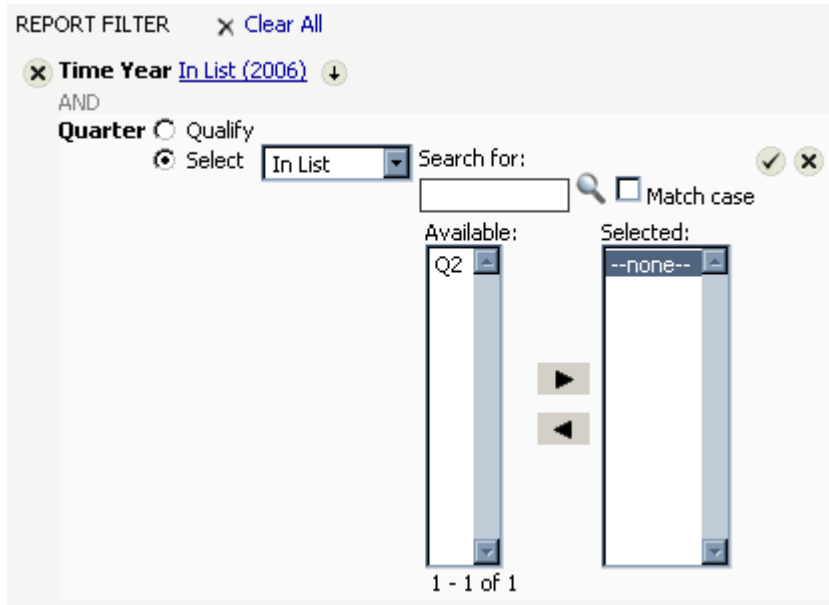 REPORT FILTER Clear All
Time Year In List (2006)
AND
Quarter Qualify
Select In List Search for:
Match case
Available: Selected:
Q2 --none--
1 - 1 of 1